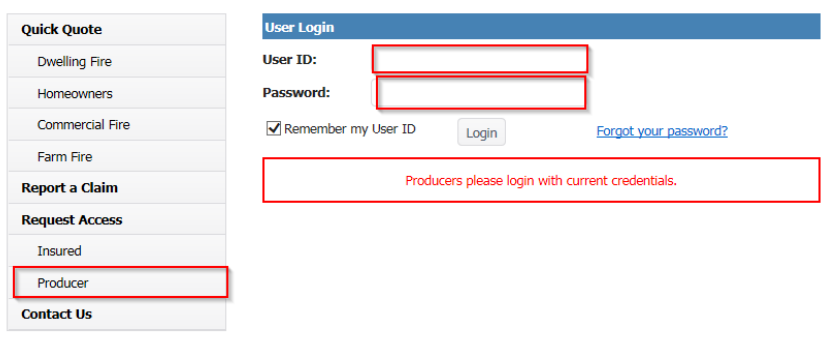 Quick Quote
Dwelling Fire
Homeowners
Commercial Fire
Farm Fire
Report a Claim
Request Access
Insured
Producer
Contact Us
User Login
User ID:
Password:
Remember my User ID
Login
Forgot your password?
Producers please login with current credentials.